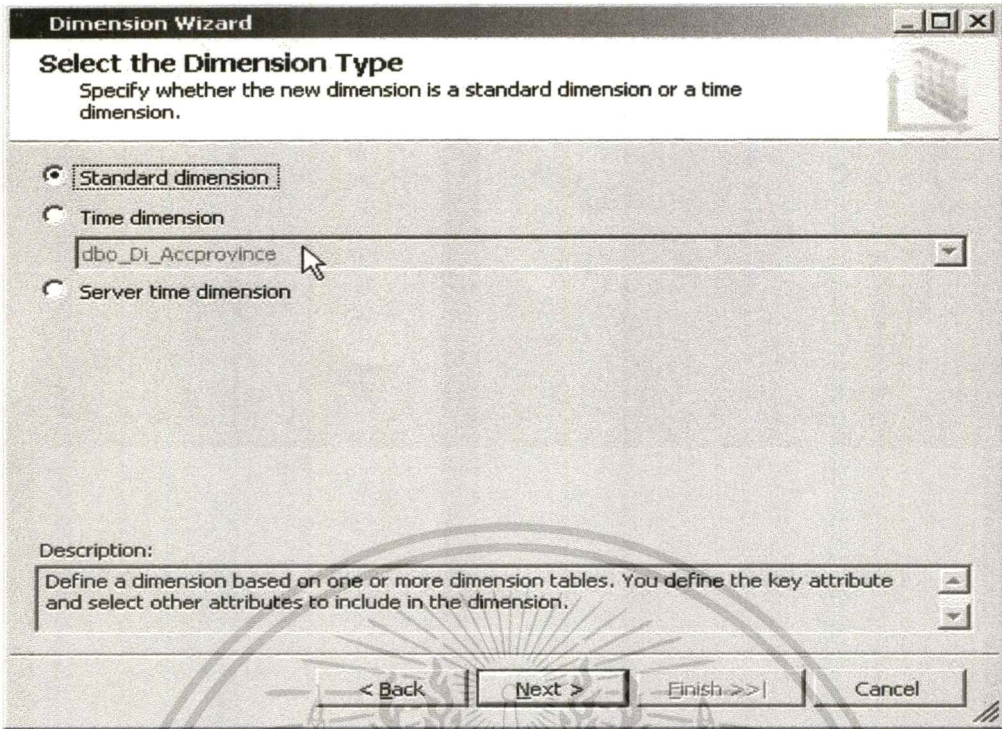 Dimension Wizard
Select the Dimension Type
Specify whether the new dimension is a standard dimension or a time
dimension.
Standard dimension
Time dimension
dbo_Di_Accprovince
Server time dimension
Description:
Define a dimension based on one or more dimension tables. You define the key attribute
and select other attributes to include in the dimension.
< Back Next > Finish >>| Cancel